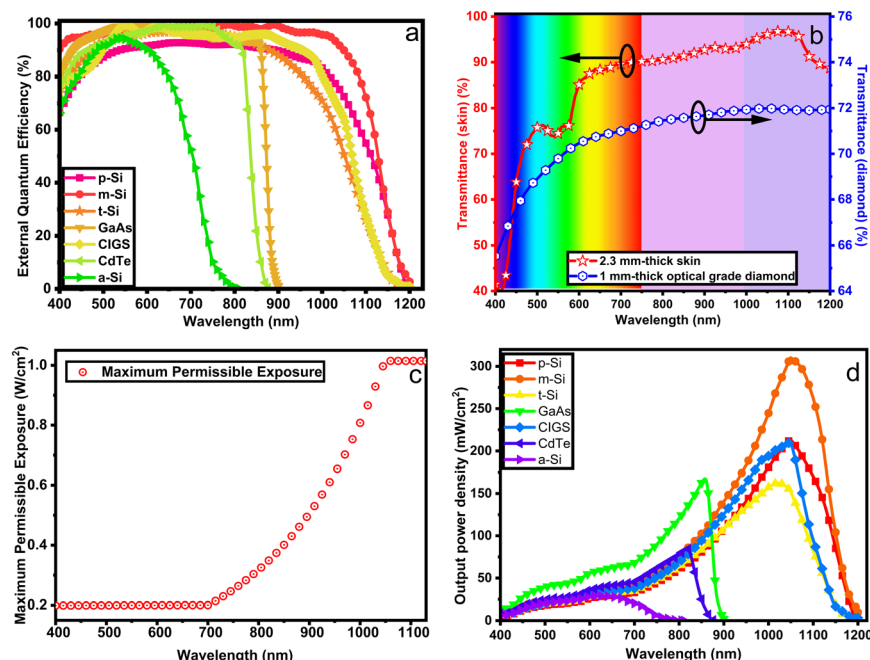 a
External Quantum Efficiency (%)
100
80
60
40
20
0
p-Si
m-Si
t-Si
GaAs
CIGS
CdTe
a-Si
400 500 600 700 800 900 1000 1100 1200
Wavelength (nm)
b
Transmittance (skin) (%)
100
90
80
70
60
50
40
2.3 mm-thick skin
1 mm-thick optical grade diamond
76
74
72
70
68
66
64
Transmittance (diamond) (%)
400 500 600 700 800 900 1000 1100 1200
Wavelength (nm)
c
Maximum Permissible Exposure (W/cm²)
1.0
0.8
0.6
0.4
0.2
Maximum Permissible Exposure
400 500 600 700 800 900 1000 1100
Wavelength (nm)
d
Output power density (mW/cm²)
300
250
200
150
100
50
0
p-Si
m-Si
t-Si
GaAs
CIGS
CdTe
a-Si
400 500 600 700 800 900 1000 1100 1200
Wavelength (nm)